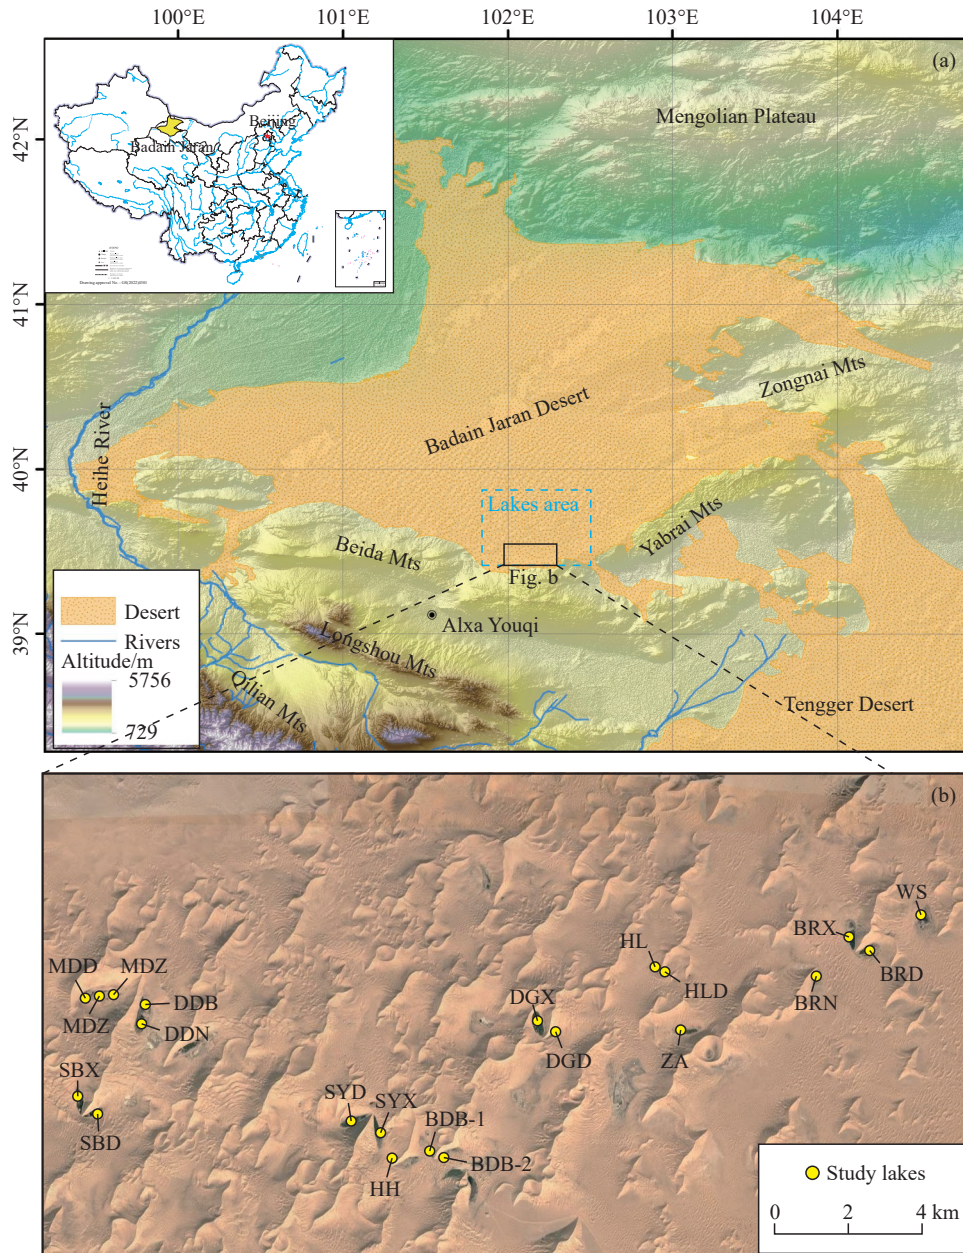 100°E
101°E
102°E
103°E
104°E
(a)
42°N
41°N
40°N
39°N
Beijing
Badain Jaran
Mengolian Plateau
Zongnai Mts
Badain Jaran Desert
Heihe River
Lakes area
Yabrai Mts
Beida Mts
Fig. b
Alxa Youqi
Longshou Mts
Qilian Mts
Tengger Desert
Desert
Rivers
Altitude/m
5756
729
(b)
WS
BRX
BRD
HL
HLD
BRN
MDD
MDZ
MDZ
DDB
DDN
DGX
DGD
ZA
SBX
SBD
SYD
SYX
BDB-1
BDB-2
HH
Study lakes
0 2 4 km